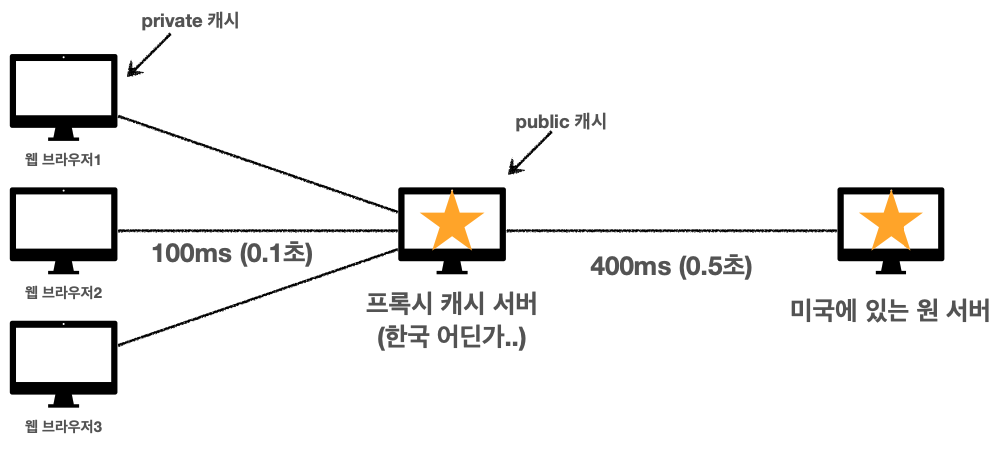 private 캐시
public 캐시
웹 브라우저1
웹 브라우저2
100ms (0.1초)
400ms (0.5초)
프록시 캐시 서버
(한국 어딘가..)
미국에 있는 원 서버
웹 브라우저3